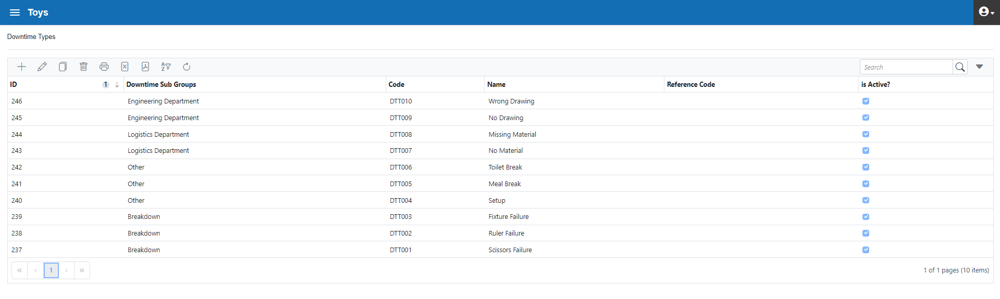 Toys
Downtime Types
Search
ID 1 Downtime Sub Groups Code Name Reference Code is Active?
246 Engineering Department DTT010 Wrong Drawing
245 Engineering Department DTT009 No Drawing
244 Logistics Department DTT008 Missing Material
243 Logistics Department DTT007 No Material
242 Other DTT006 Toilet Break
241 Other DTT005 Meal Break
240 Other DTT004 Setup
239 Breakdown DTT003 Fixture Failure
238 Breakdown DTT002 Ruler Failure
237 Breakdown DTT001 Scissors Failure
« ‹ 1 › » 1 of 1 pages (10 items)